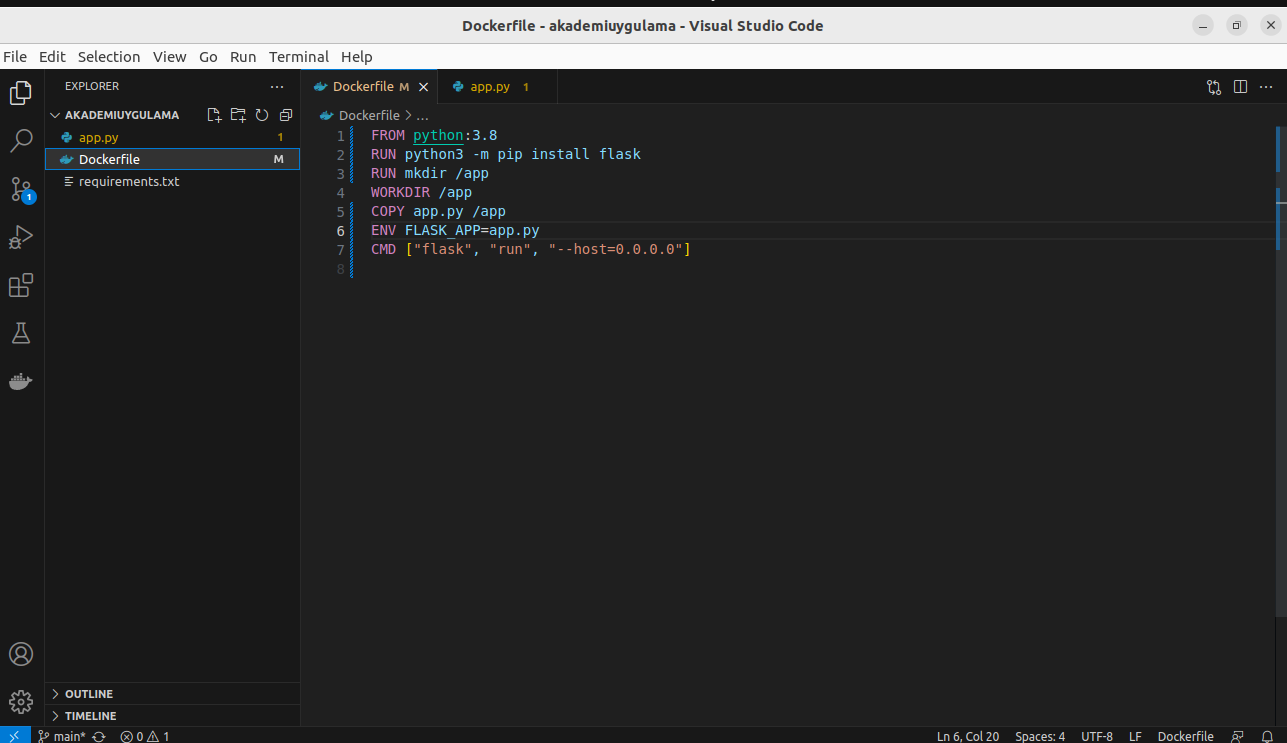 Dockerfile - akademiuygulama - Visual Studio Code
File Edit Selection View Go Run Terminal Help
EXPLORER
AKADEMIUYGULAMA
app.py 1
Dockerfile M
requirements.txt
1
OUTLINE
TIMELINE
Dockerfile M
app.py 1
Dockerfile > ...
1 FROM python:3.8
2 RUN python3 -m pip install flask
3 RUN mkdir /app
4 WORKDIR /app
5 COPY app.py /app
6 ENV FLASK_APP=app.py
7 CMD ["flask", "run", "--host=0.0.0.0"]
8
main* 0 1 Ln 6, Col 20 Spaces: 4 UTF-8 LF Dockerfile